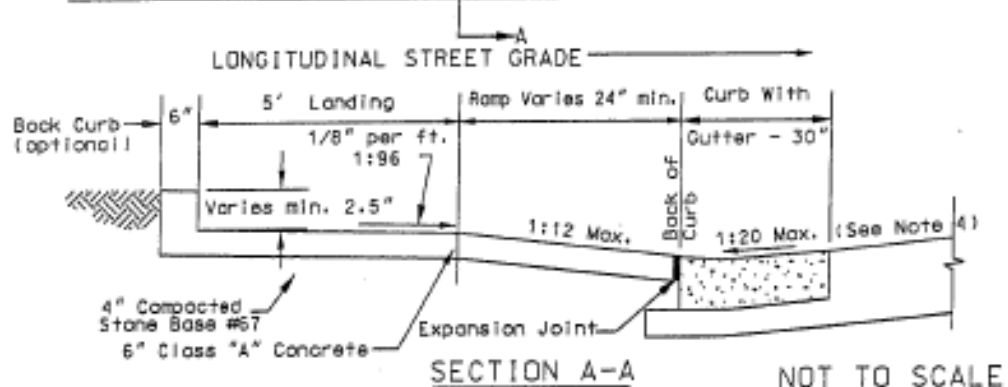 A
LONGITUDINAL STREET GRADE
6"
5' Landing
Ramp Varies 24" min.
Curb With
Gutter - 30"
Back Curb
(optional)
1/8" per ft.
1:96
Varies min. 2.5"
1:12 Max.
Back of
Curb
1:20 Max.
(See Note 4)
4" Compacted
Stone Base #67
6" Class "A" Concrete
Expansion Joint
SECTION A-A
NOT TO SCALE